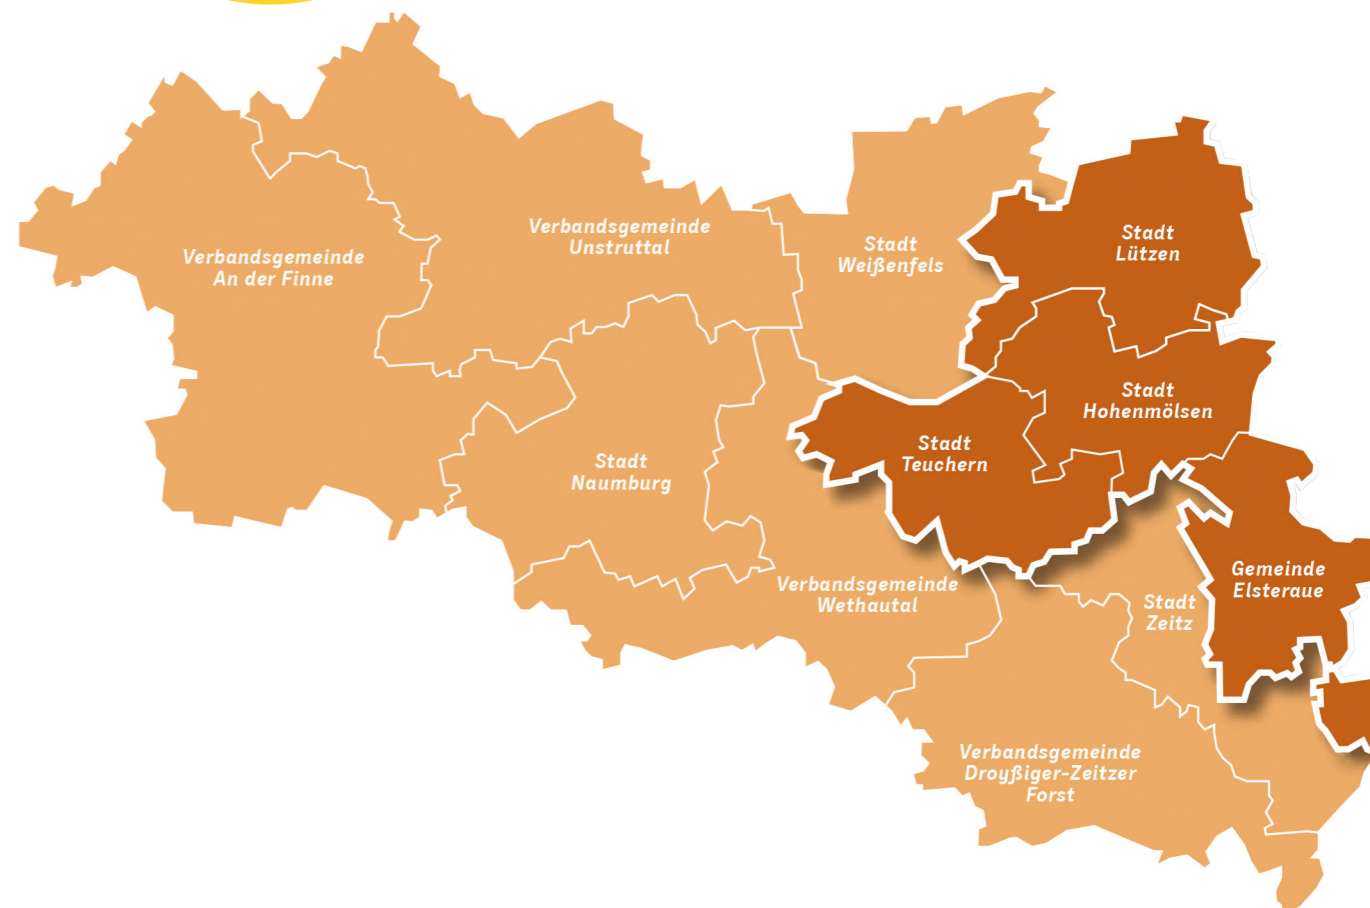 Verbandsgemeinde
An der Finne
Verbandsgemeinde
Unstruttal
Stadt
Weißenfels
Stadt
Lützen
Stadt
Hohenmölsen
Stadt
Teuchern
Stadt
Naumburg
Verbandsgemeinde
Wethautal
Stadt
Zeitz
Gemeinde
Elsteraue
Verbandsgemeinde
Droyßiger-Zeitzer
Forst